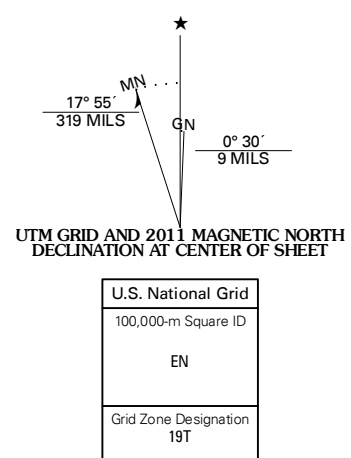 ★
MN
17° 55´
319 MILS
GN
0° 30´
9 MILS
UTM GRID AND 2011 MAGNETIC NORTH
DECLINATION AT CENTER OF SHEET
U.S. National Grid
100,000-m Square ID
EN
Grid Zone Designation
19T